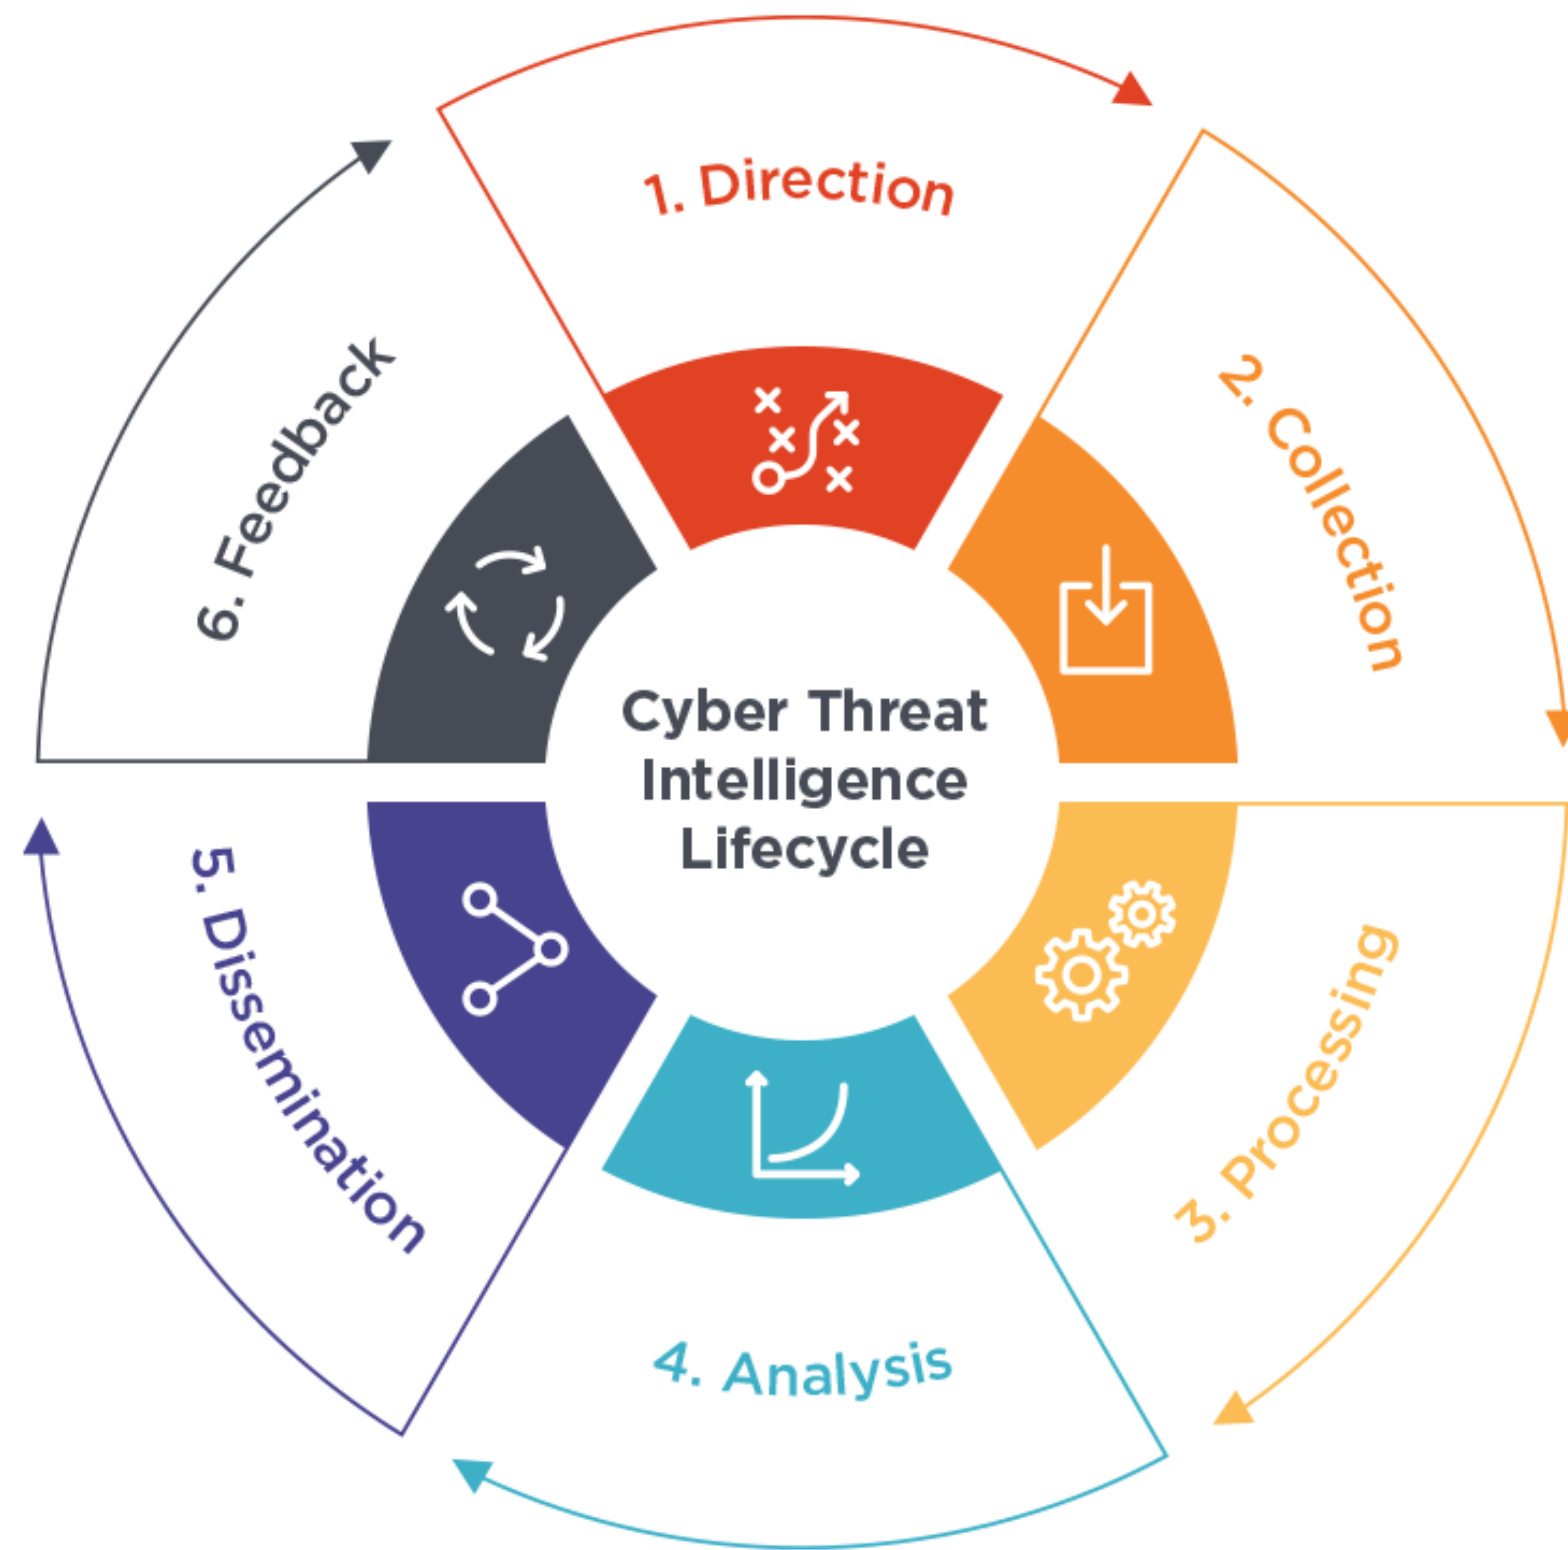 1. Direction
2. Collection
3. Processing
4. Analysis
5. Dissemination
6. Feedback
Cyber Threat
Intelligence
Lifecycle